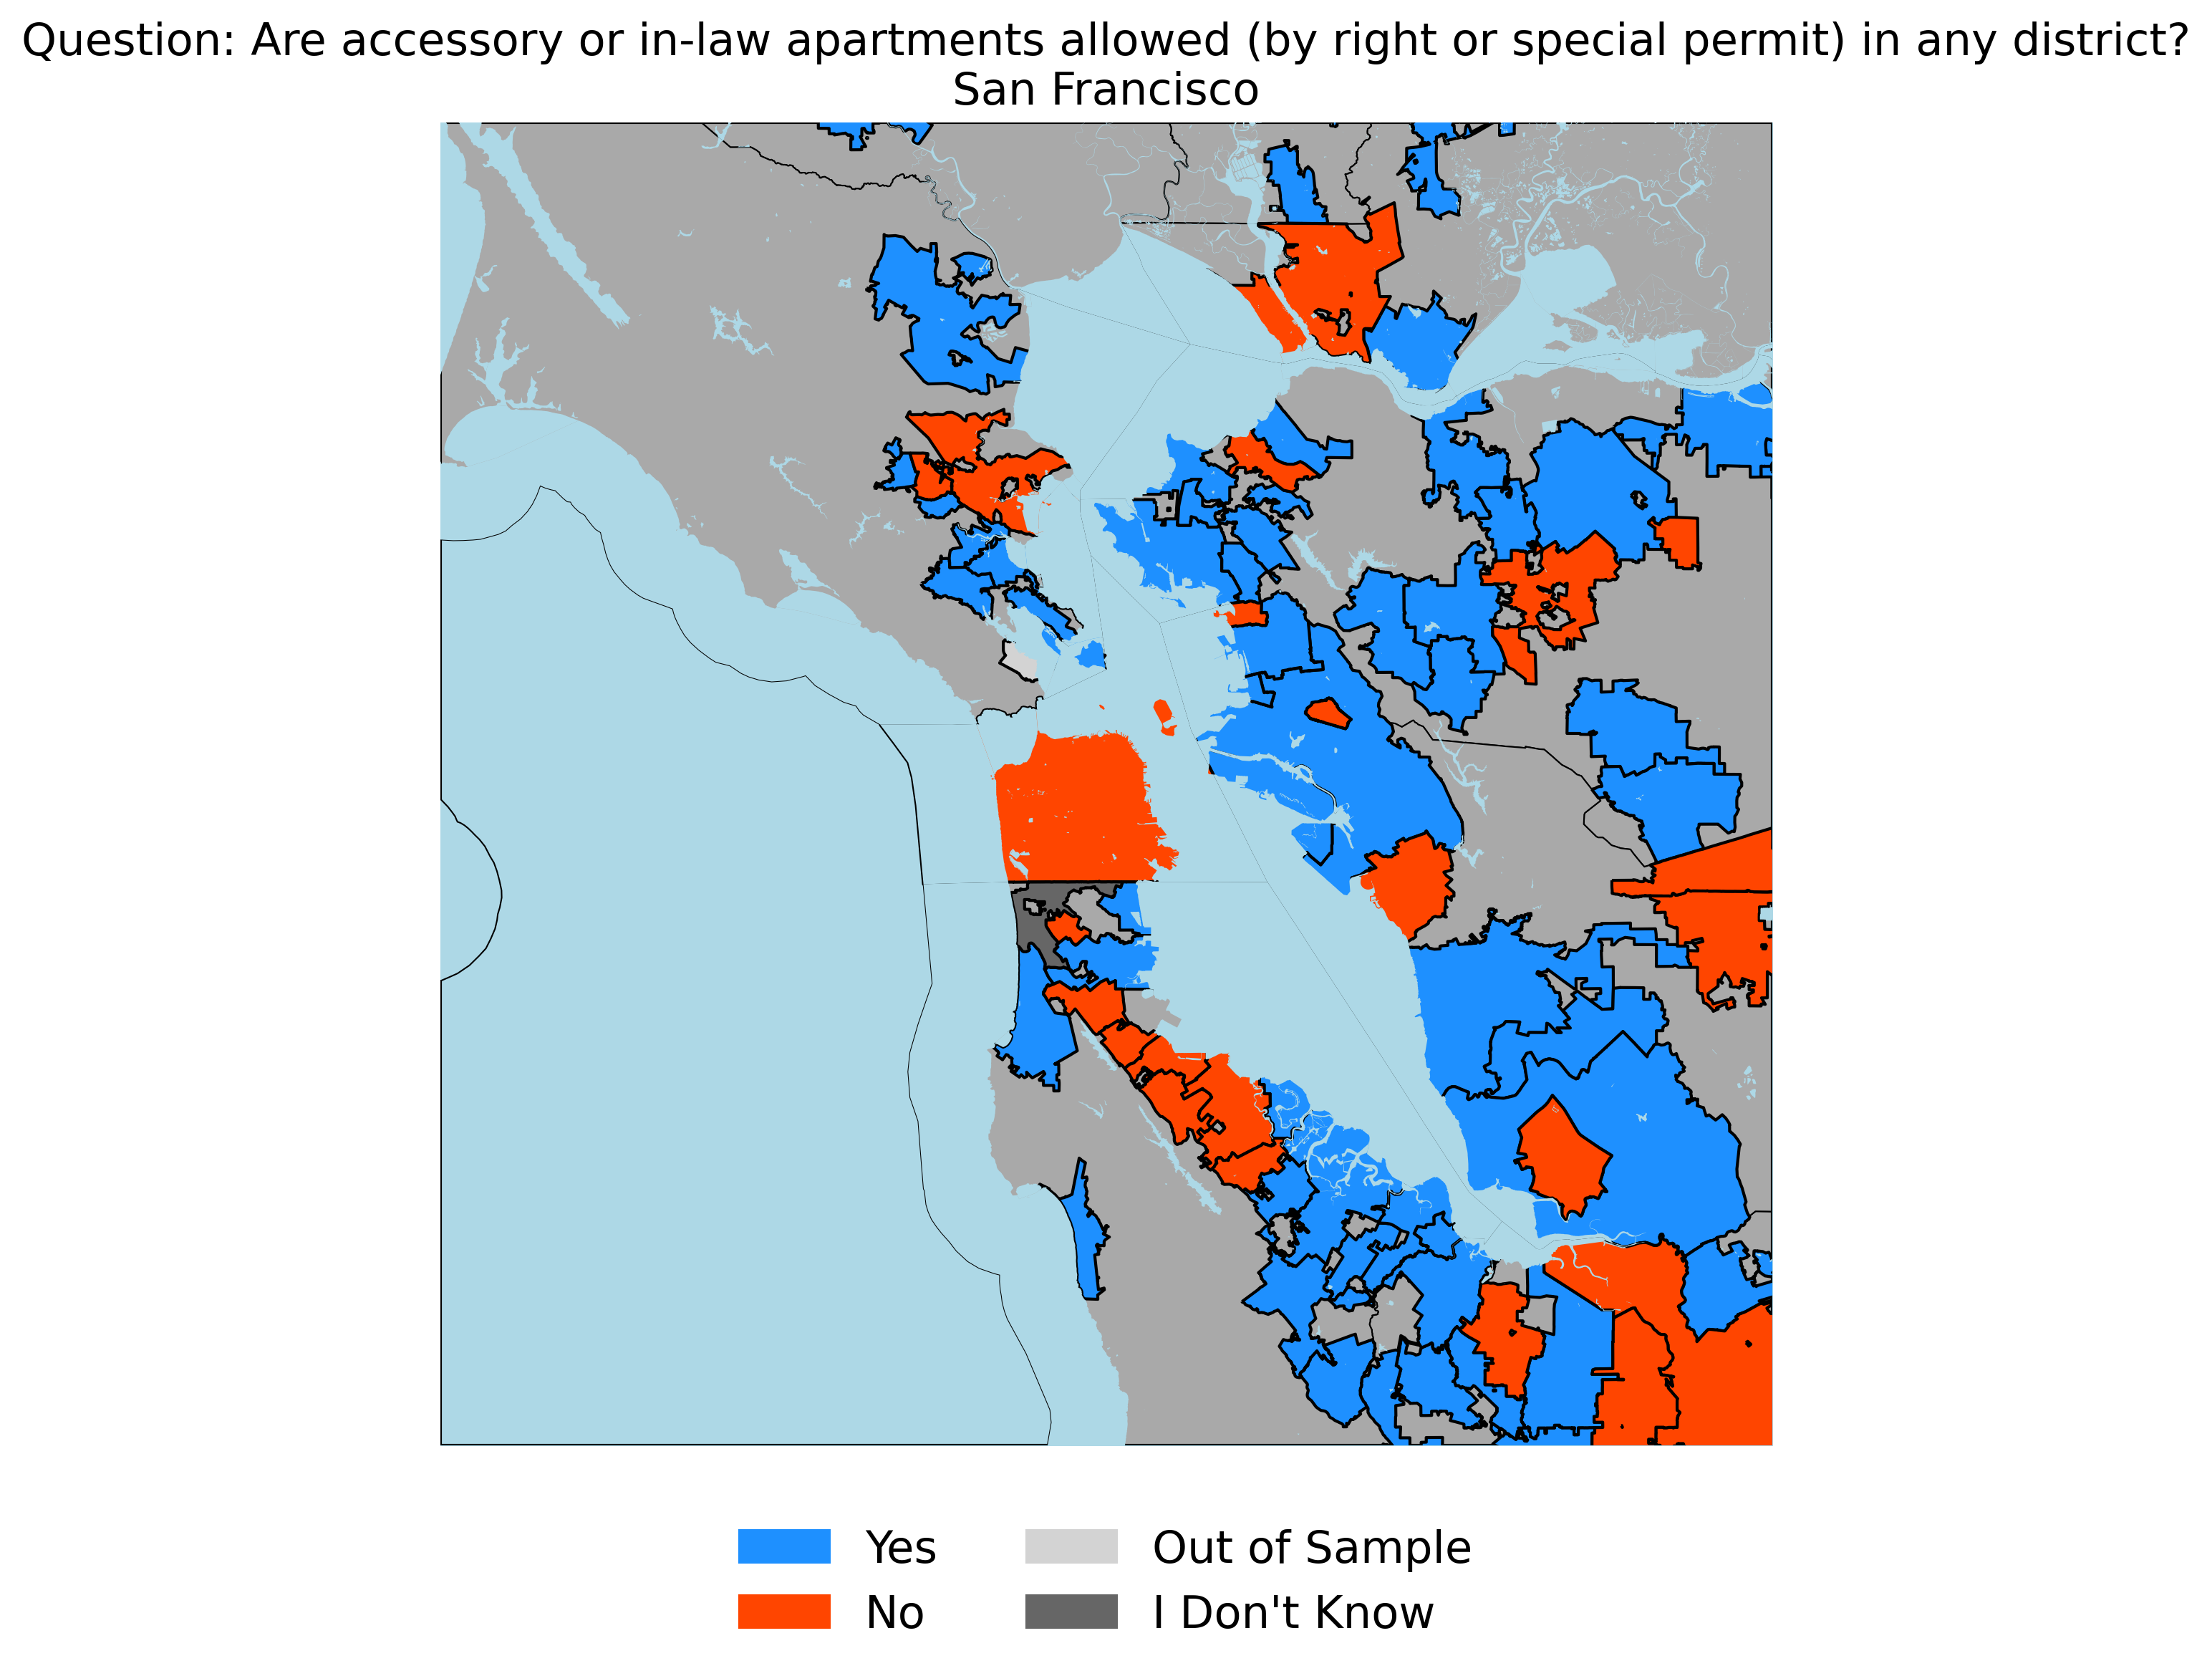 Question: Are accessory or in-law apartments allowed (by right or special permit) in any district?
San Francisco
Yes
No
Out of Sample
I Don't Know